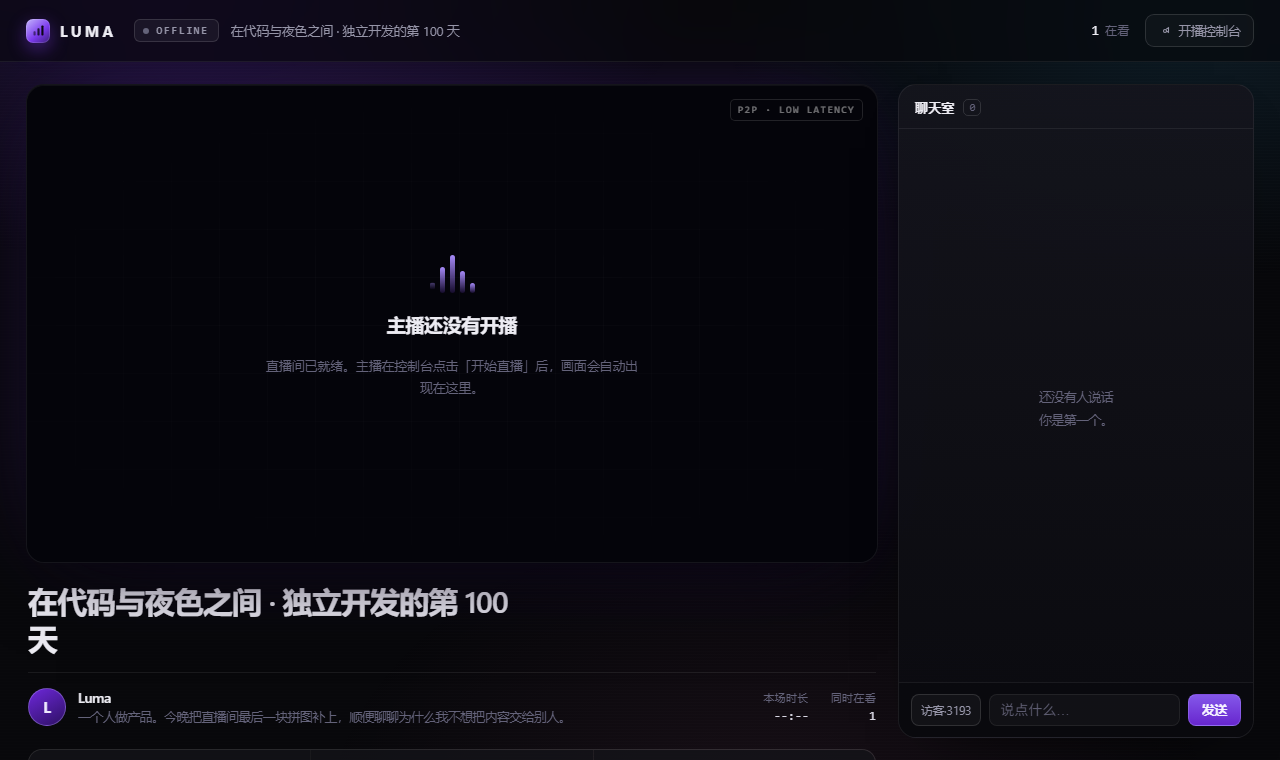 LUMA
OFFLINE
在代码与夜色之间 · 独立开发的第 100 天
1 在看
开播控制台
P2P · LOW LATENCY
主播还没有开播
直播间已就绪。主播在控制台点击「开始直播」后，画面会自动出
现在这里。
聊天室 0
还没有人说话
你是第一个。
在代码与夜色之间 · 独立开发的第 100
天
L
Luma
一个人做产品。今晚把直播间最后一块拼图补上，顺便聊聊为什么我不想把内容交给别人。
本场时长
--:--
同时在看
1
访客·3193
说点什么…
发送